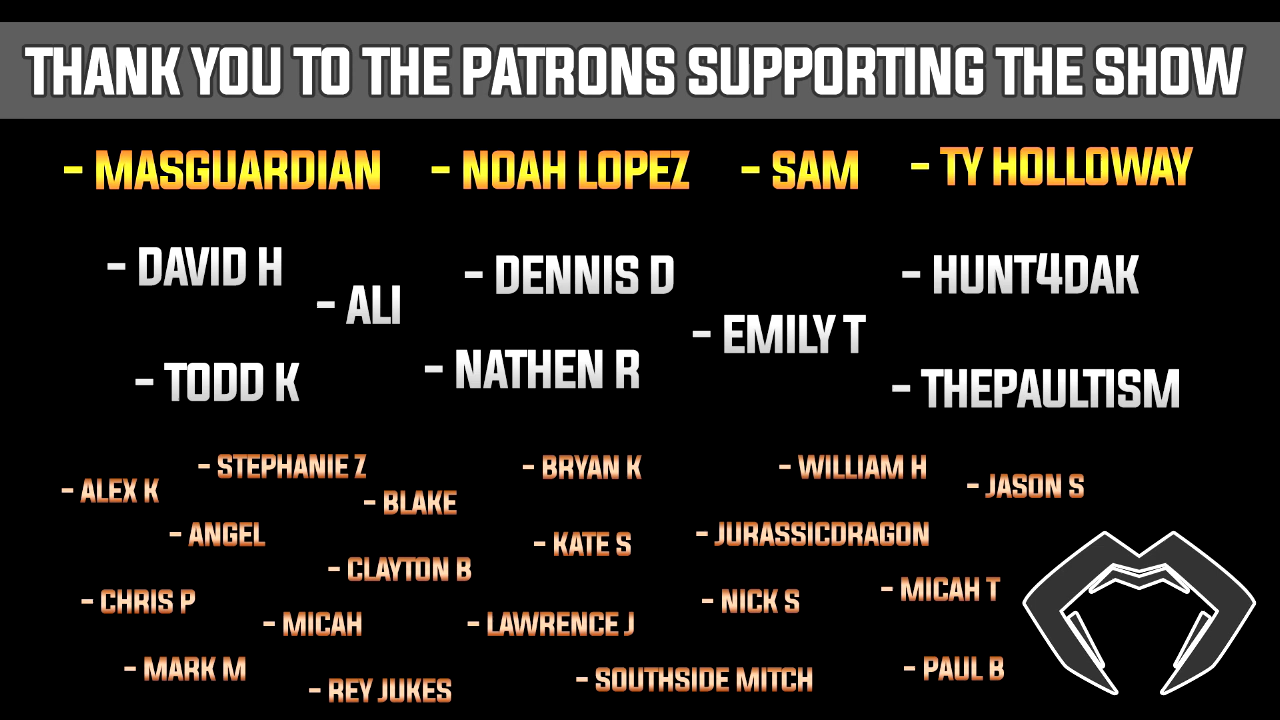 THANK YOU TO THE PATRONS SUPPORTING THE SHOW
- MASGUARDIAN
- NOAH LOPEZ
- SAM
- TY HOLLOWAY
- DAVID H
- ALI
- DENNIS D
- EMILY T
- HUNT4DAK
- TODD K
- NATHEN R
- THEPAULTISM
- STEPHANIE Z
- BRYAN K
- WILLIAM H
- ALEX K
- BLAKE
- JASON S
- ANGEL
- KATE S
- JURASSICDRAGON
- CLAYTON B
- MICAH T
- CHRIS P
- NICK S
- MICAH
- LAWRENCE J
- MARK M
- REY JUKES
- SOUTHSIDE MITCH
- PAUL B